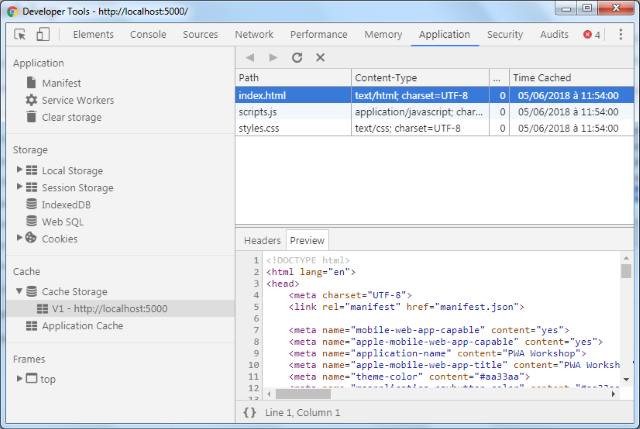 Developer Tools - http://localhost:5000/
Elements Console Sources Network Performance Memory Application Security Audits 4
Application
Manifest
Service Workers
Clear storage
Storage
Local Storage
Session Storage
IndexedDB
Web SQL
Cookies
Cache
Cache Storage
V1 - http://localhost:5000
Application Cache
Frames
top
Path Content-Type ... Time Cached
index.html text/html; charset=UTF-8 0 05/06/2018 à 11:54:00
scripts.js application/javascript; char... 0 05/06/2018 à 11:54:00
styles.css text/css; charset=UTF-8 0 05/06/2018 à 11:54:00
Headers Preview
1 <!DOCTYPE html>
2 <html lang="en">
3 <head>
4 <meta charset="UTF-8">
5 <link rel="manifest" href="manifest.json">
6
7 <meta name="mobile-web-app-capable" content="yes">
8 <meta name="apple-mobile-web-app-capable" content="yes">
9 <meta name="application-name" content="PWA Workshop">
10 <meta name="apple-mobile-web-app-title" content="PWA Worksh
11 <meta name="theme-color" content="#aa33aa">
12 <meta name="msapplication-navbutton-color" content="#aa33aa
{} Line 1, Column 1